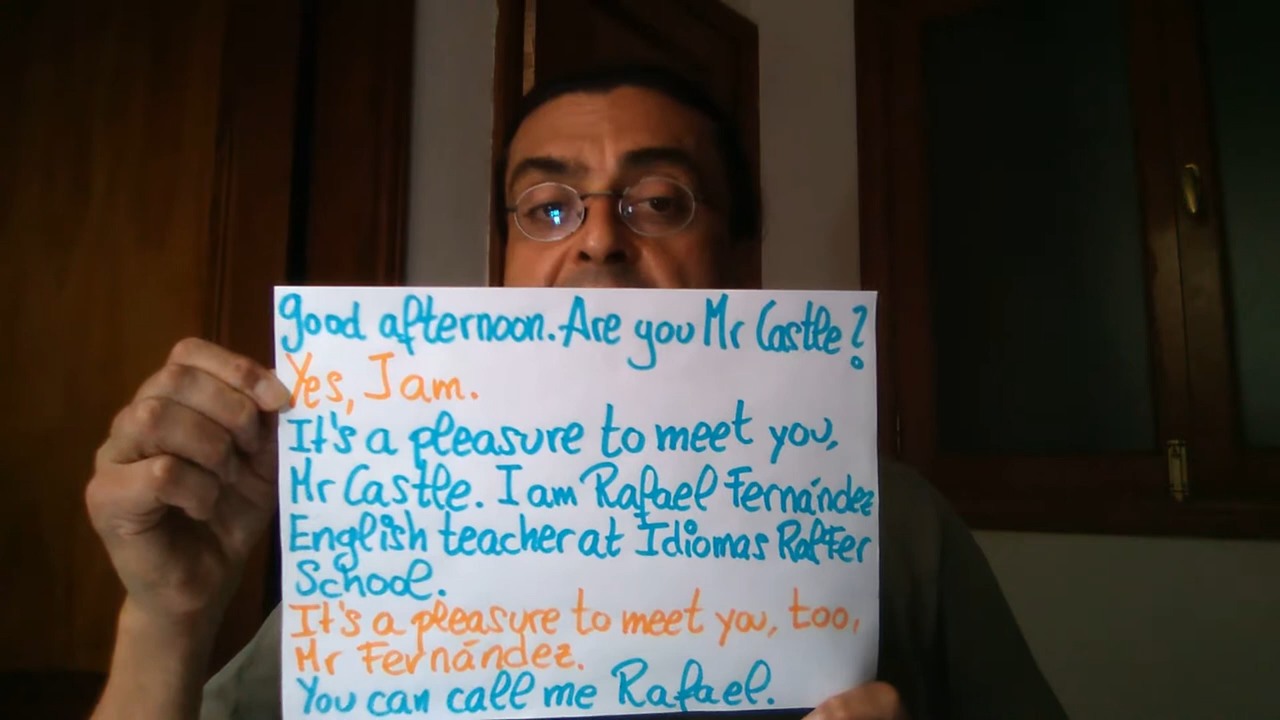 Good afternoon. Are you Mr Castle?
Yes, I am.
It's a pleasure to meet you,
Mr Castle. I am Rafael Fernández
English teacher at Idiomas RafFer
School.
It's a pleasure to meet you, too,
Mr Fernández.
You can call me Rafael.